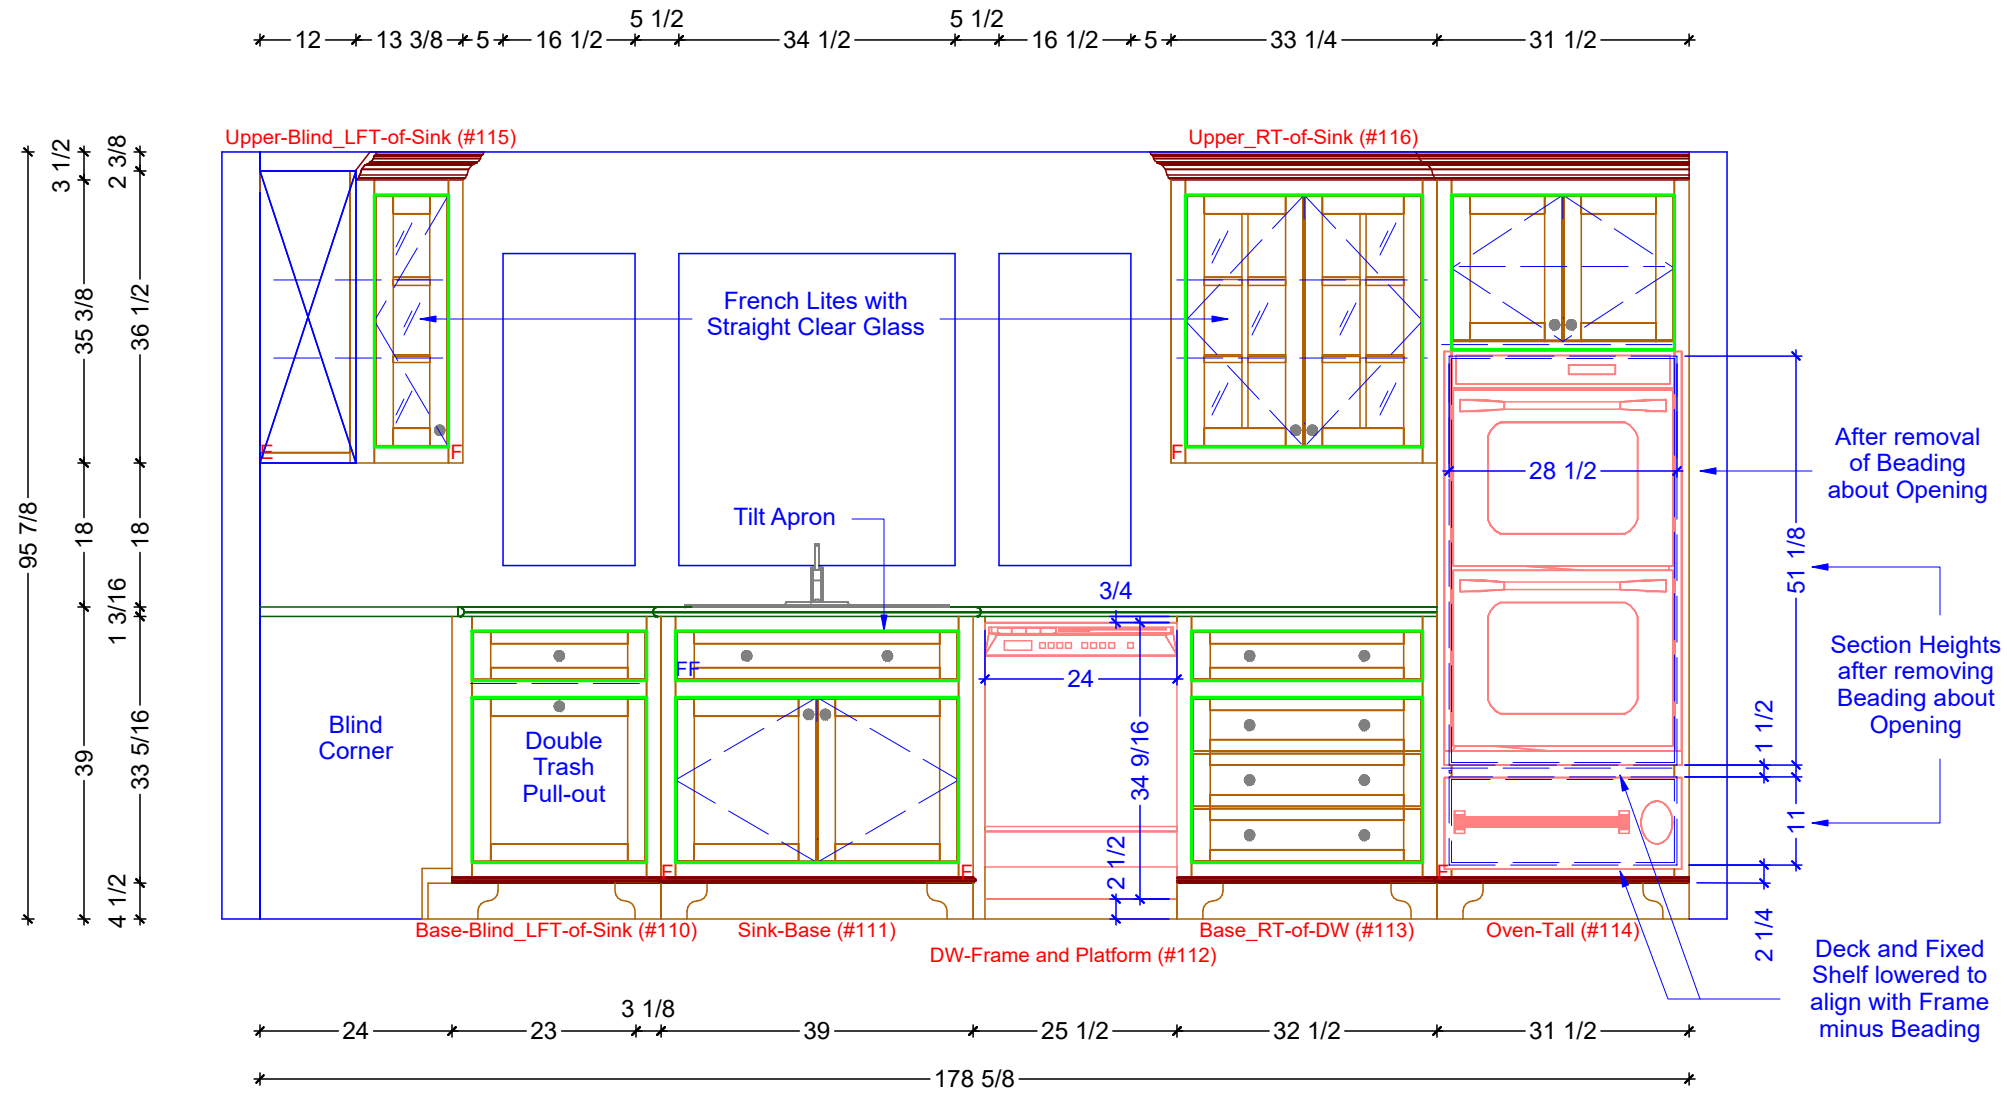 5 1/2
5 1/2
12
13 3/8
5
16 1/2
34 1/2
16 1/2
5
33 1/4
31 1/2
Upper-Blind_LFT-of-Sink (#115)
Upper_RT-of-Sink (#116)
3 1/2
2 3/8
35 3/8
36 1/2
95 7/8
18
18
1 3/16
39
33 5/16
4 1/2
French Lites with
Straight Clear Glass
E
F
F
Tilt Apron
28 1/2
After removal
of Beading
about Opening
51 1/8
3/4
FF
24
Section Heights
after removing
Beading about
Opening
Blind
Corner
Double
Trash
Pull-out
34 9/16
1 1/2
11
2 1/2
F
F
F
2 1/4
Base-Blind_LFT-of-Sink (#110)
Sink-Base (#111)
DW-Frame and Platform (#112)
Base_RT-of-DW (#113)
Oven-Tall (#114)
Deck and Fixed
Shelf lowered to
align with Frame
minus Beading
3 1/8
24
23
39
25 1/2
32 1/2
31 1/2
178 5/8